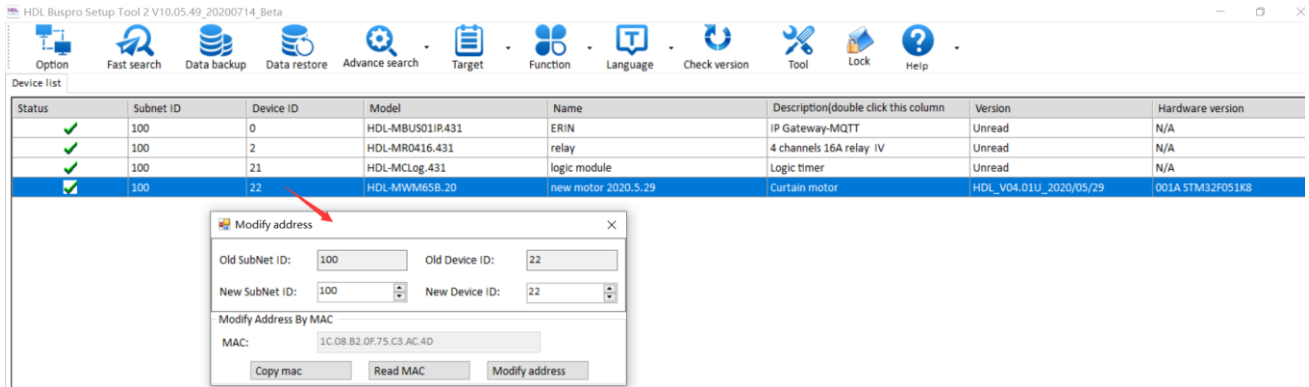 HDL Buspro Setup Tool 2 V10.05.49_20200714_Beta
Option Fast search Data backup Data restore Advance search Target Function Language Check version Tool Lock Help
Device list
Status Subnet ID Device ID Model Name Description(double click this column Version Hardware version
100 0 HDL-MBUS01IP.431 ERIN IP Gateway-MQTT Unread N/A
100 2 HDL-MR0416.431 relay 4 channels 16A relay IV Unread N/A
100 21 HDL-MCLog.431 logic module Logic timer Unread N/A
100 22 HDL-MWM65B.20 new motor 2020.5.29 Curtain motor HDL_V04.01U_2020/05/29 001A STM32F051K8
Modify address
Old SubNet ID: 100 Old Device ID: 22
New SubNet ID: 100 New Device ID: 22
Modify Address By MAC
MAC: 1C.08.B2.0F.75.C3.AC.4D
Copy mac Read MAC Modify address